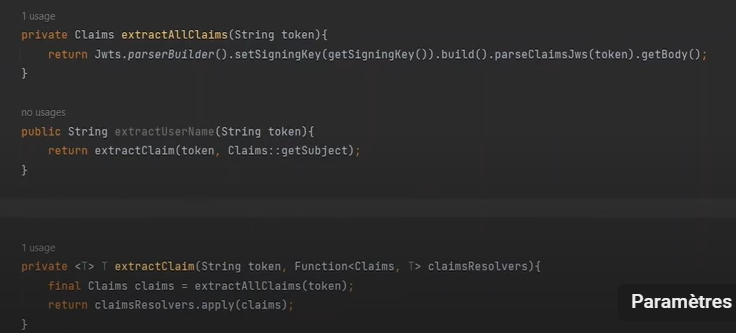 1 usage
private Claims extractAllClaims(String token){
return Jwts.parserBuilder().setSigningKey(getSigningKey()).build().parseClaimsJws(token).getBody();
}
no usages
public String extractUserName(String token){
return extractClaim(token, Claims::getSubject);
}
1 usage
private <T> T extractClaim(String token, Function<Claims, T> claimsResolvers){
final Claims claims = extractAllClaims(token);
return claimsResolvers.apply(claims);
}
Paramètres